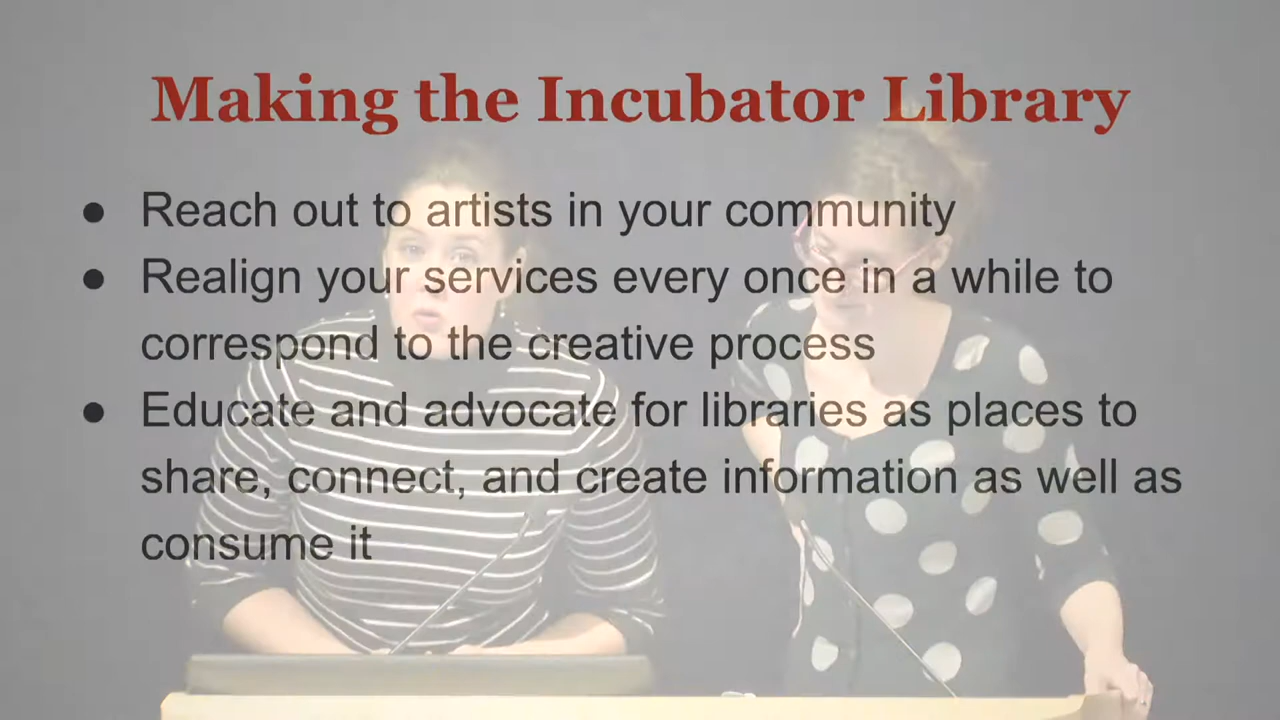 Making the Incubator Library
● Reach out to artists in your community
● Realign your services every once in a while to
correspond to the creative process
● Educate and advocate for libraries as places to
share, connect, and create information as well as
consume it